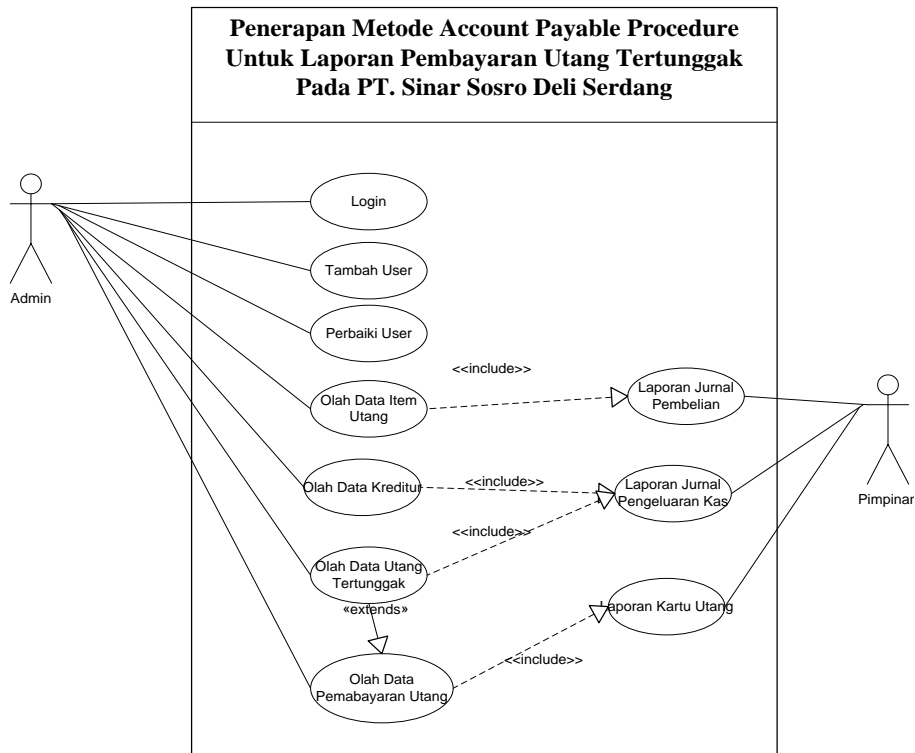 Penerapan Metode Account Payable Procedure
Untuk Laporan Pembayaran Utang Tertunggak
Pada PT. Sinar Sosro Deli Serdang
Login
Tambah User
Admin
Perbaiki User
<<include>>
Olah Data Item
Utang
Laporan Jurnal
Pembelian
Olah Data Kreditur
<<include>>
Laporan Jurnal
Pengeluaran Kas
Pimpinan
<<include>>
Olah Data Utang
Tertunggak
«extends»
Laporan Kartu Utang
<<include>>
Olah Data
Pemabayaran Utang